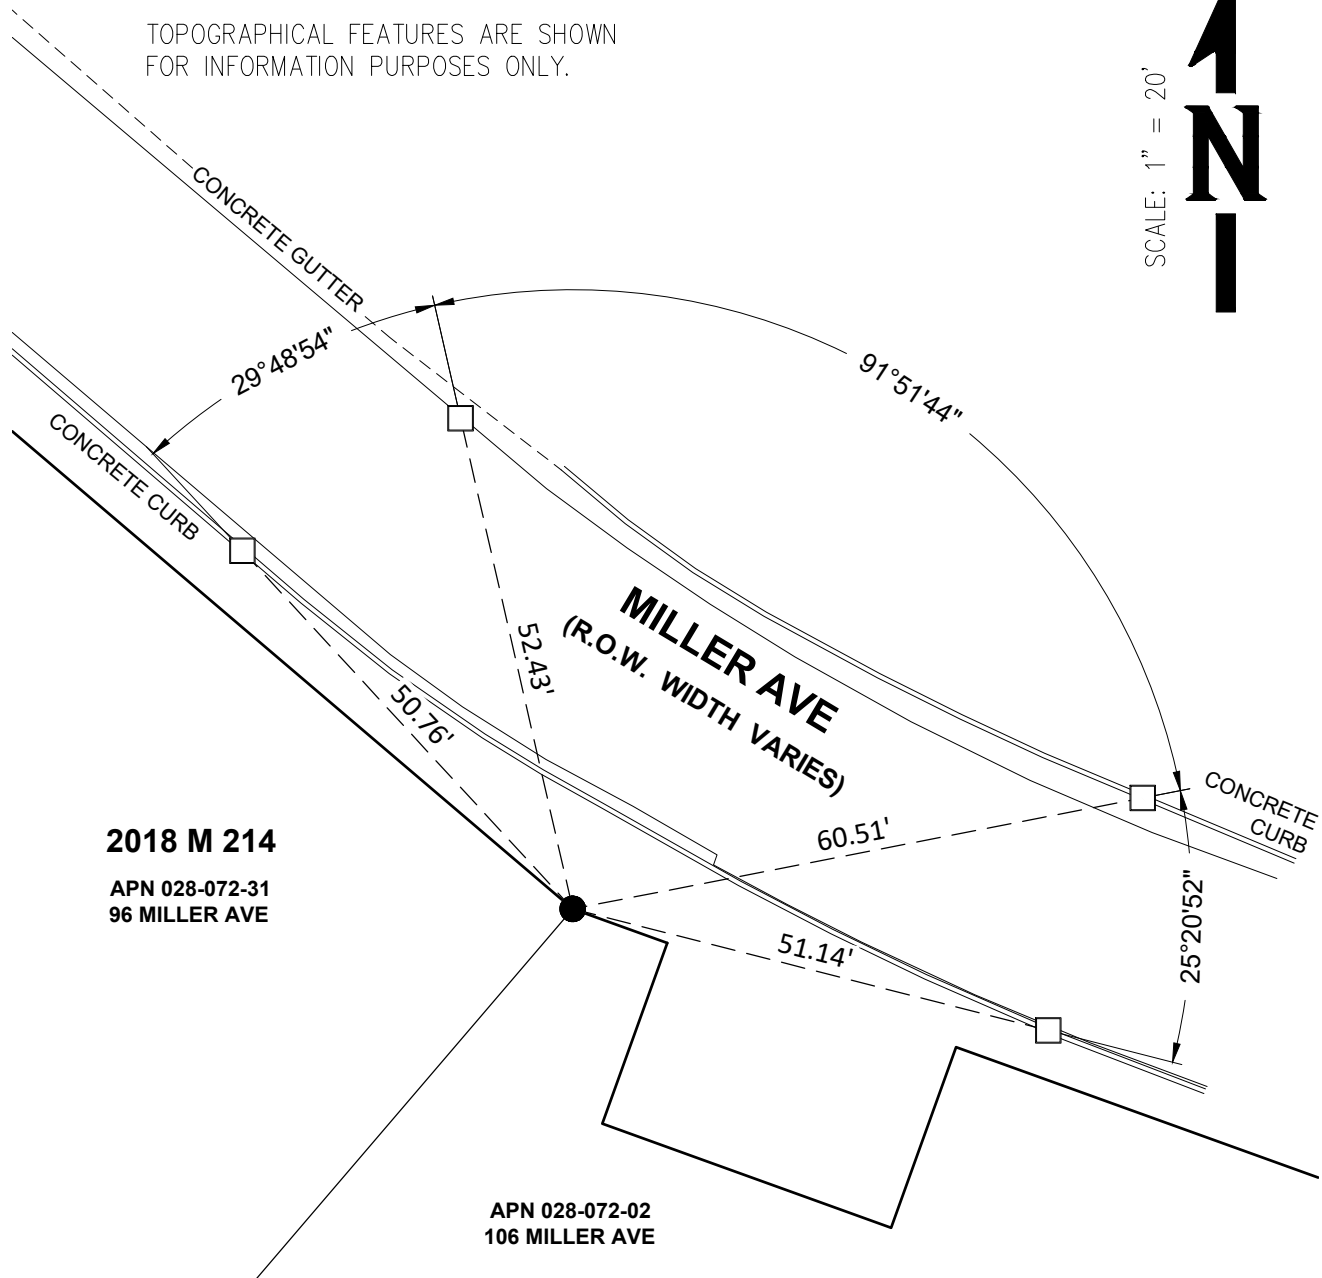 TOPOGRAPHICAL FEATURES ARE SHOWN
FOR INFORMATION PURPOSES ONLY.
SCALE: 1" = 20'
N
CONCRETE GUTTER
29°48'54"
91°51'44"
CONCRETE CURB
MILLER AVE
(R.O.W. WIDTH VARIES)
52.43'
50.76'
CONCRETE
CURB
60.51'
2018 M 214
APN 028-072-31
96 MILLER AVE
51.14'
25°20'52"
APN 028-072-02
106 MILLER AVE